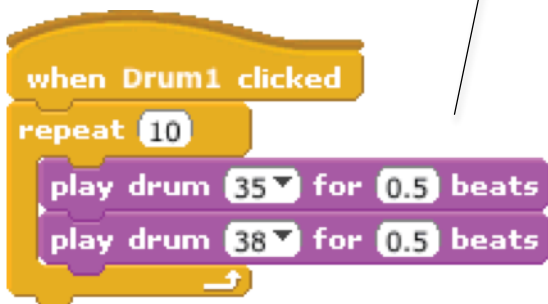 when Drum1 clicked
repeat 10
play drum 35 for 0.5 beats
play drum 38 for 0.5 beats